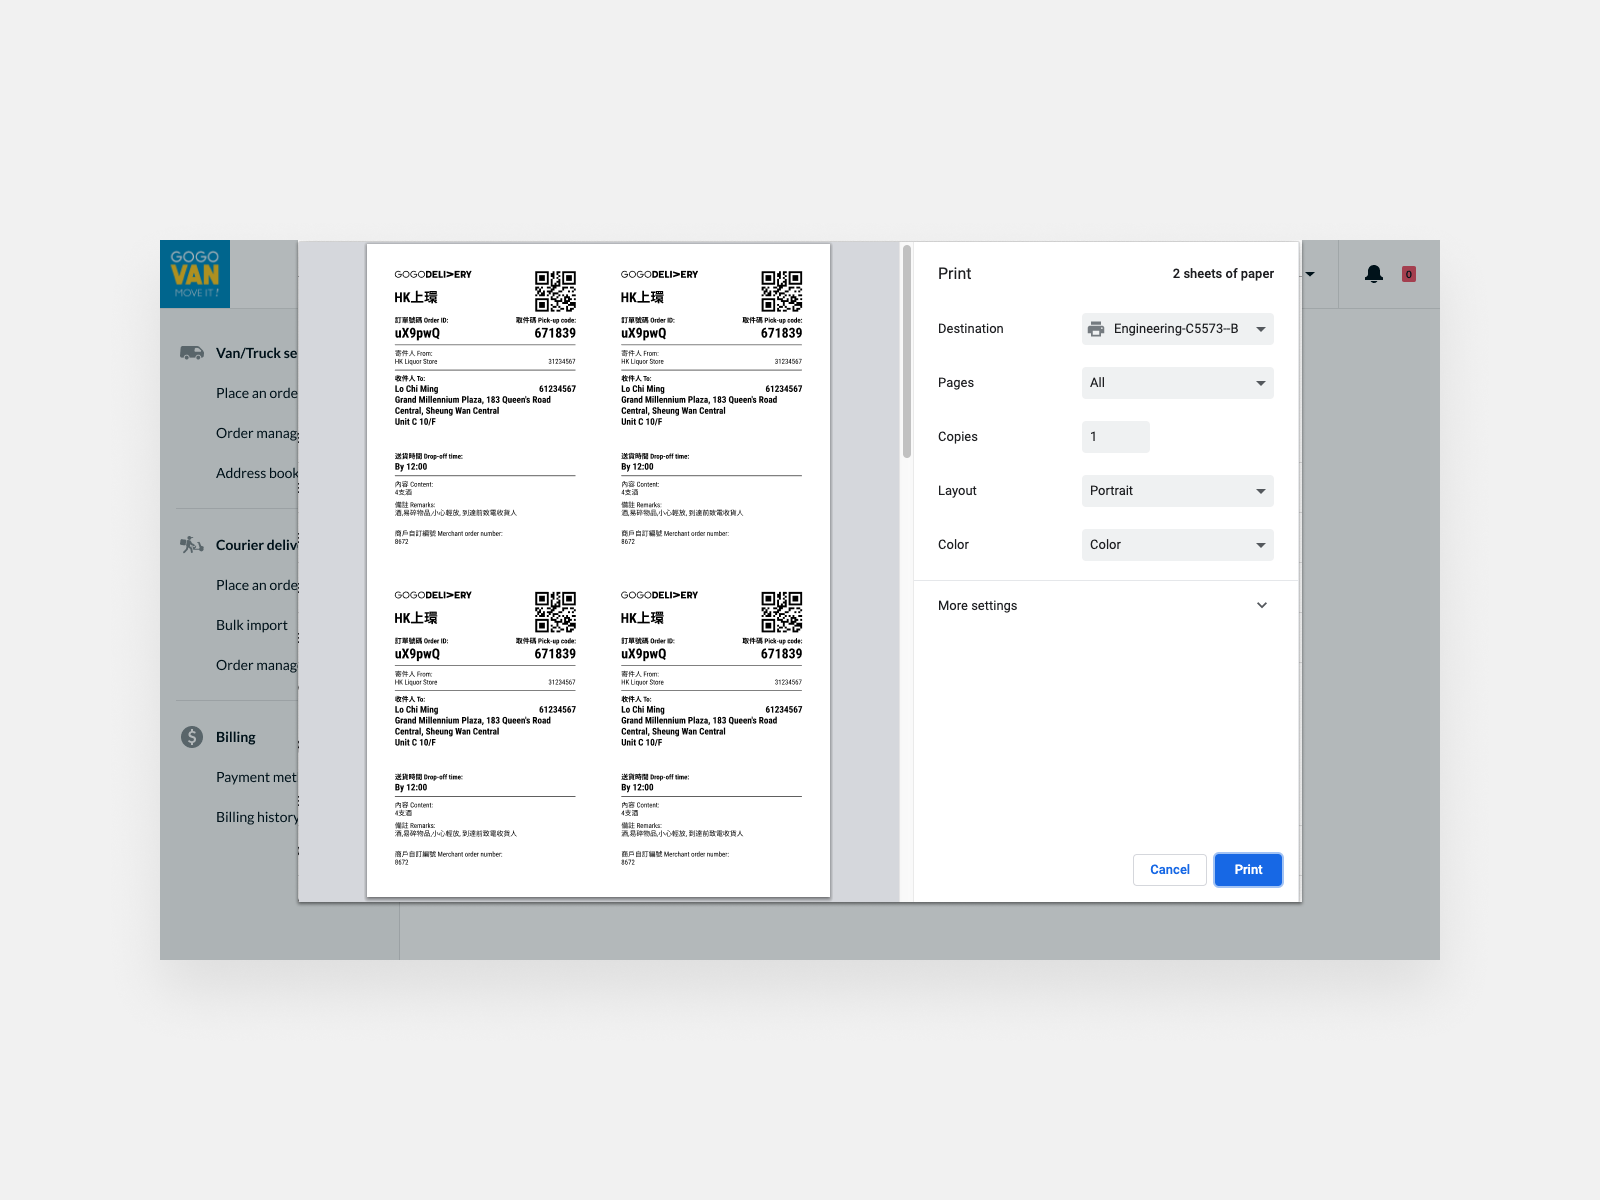 GOGO
VAN
MOVE IT!
Van/Truck se
Place an orde
Order manag
Address book
Courier deliv
Place an orde
Bulk import
Order manag
Billing
Payment met
Billing history
GOGODELIVERY
HK上環
訂單號碼 Order ID:
取件碼 Pick-up code:
uX9pwQ
671839
寄件人 From:
HK Liquor Store
31234567
收件人 To:
Lo Chi Ming
61234567
Grand Millennium Plaza, 183 Queen's Road
Central, Sheung Wan Central
Unit C 10/F
送貨時間 Drop-off time:
By 12:00
內容 Content:
4支酒
備註 Remarks:
酒,易碎物品,小心輕放, 到達前致電收貨人
商戶自訂編號 Merchant order number:
8672
GOGODELIVERY
HK上環
訂單號碼 Order ID:
取件碼 Pick-up code:
uX9pwQ
671839
寄件人 From:
HK Liquor Store
31234567
收件人 To:
Lo Chi Ming
61234567
Grand Millennium Plaza, 183 Queen's Road
Central, Sheung Wan Central
Unit C 10/F
送貨時間 Drop-off time:
By 12:00
內容 Content:
4支酒
備註 Remarks:
酒,易碎物品,小心輕放, 到達前致電收貨人
商戶自訂編號 Merchant order number:
8672
GOGODELIVERY
HK上環
訂單號碼 Order ID:
取件碼 Pick-up code:
uX9pwQ
671839
寄件人 From:
HK Liquor Store
31234567
收件人 To:
Lo Chi Ming
61234567
Grand Millennium Plaza, 183 Queen's Road
Central, Sheung Wan Central
Unit C 10/F
送貨時間 Drop-off time:
By 12:00
內容 Content:
4支酒
備註 Remarks:
酒,易碎物品,小心輕放, 到達前致電收貨人
商戶自訂編號 Merchant order number:
8672
GOGODELIVERY
HK上環
訂單號碼 Order ID:
取件碼 Pick-up code:
uX9pwQ
671839
寄件人 From:
HK Liquor Store
31234567
收件人 To:
Lo Chi Ming
61234567
Grand Millennium Plaza, 183 Queen's Road
Central, Sheung Wan Central
Unit C 10/F
送貨時間 Drop-off time:
By 12:00
內容 Content:
4支酒
備註 Remarks:
酒,易碎物品,小心輕放, 到達前致電收貨人
商戶自訂編號 Merchant order number:
8672
Print
2 sheets of paper
Destination
Engineering-C5573--B
Pages
All
Copies
1
Layout
Portrait
Color
Color
More settings
Cancel
Print
0